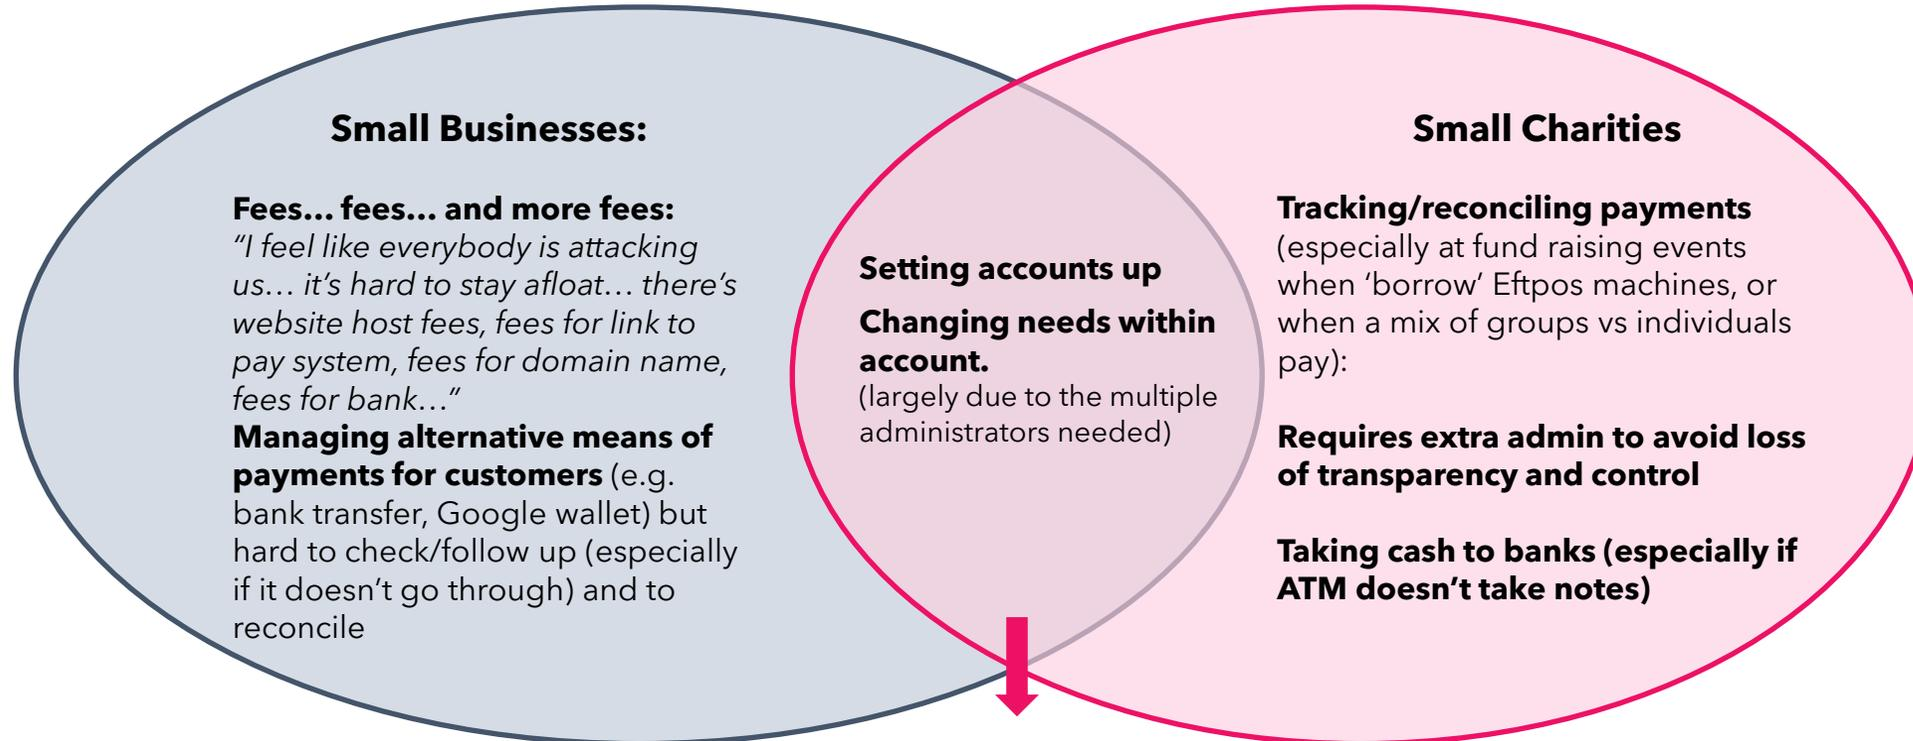 Small Businesses:
Fees... fees... and more fees:
“I feel like everybody is attacking
us... it’s hard to stay afloat... there’s
website host fees, fees for link to
pay system, fees for domain name,
fees for bank...”
Managing alternative means of
payments for customers (e.g.
bank transfer, Google wallet) but
hard to check/follow up (especially
if it doesn’t go through) and to
reconcile
Setting accounts up
Changing needs within
account.
(largely due to the multiple
administrators needed)
Small Charities
Tracking/reconciling payments
(especially at fund raising events
when ‘borrow’ Eftpos machines, or
when a mix of groups vs individuals
pay):
Requires extra admin to avoid loss
of transparency and control
Taking cash to banks (especially if
ATM doesn’t take notes)